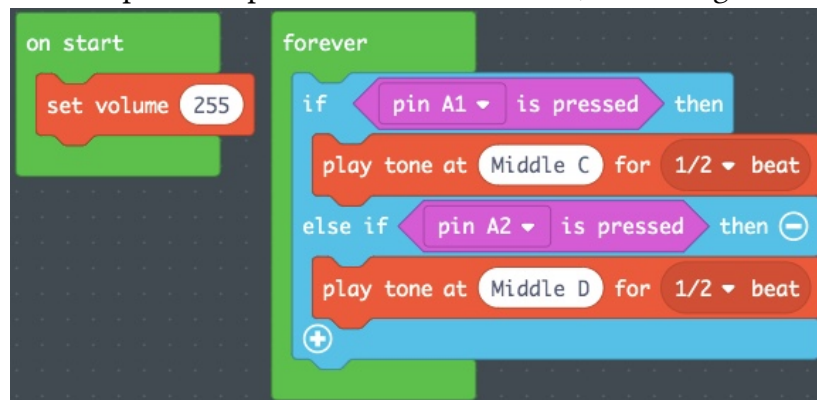 on start
set volume 255
forever
if pin A1 is pressed then
play tone at Middle C for 1/2 beat
else if pin A2 is pressed then
play tone at Middle D for 1/2 beat